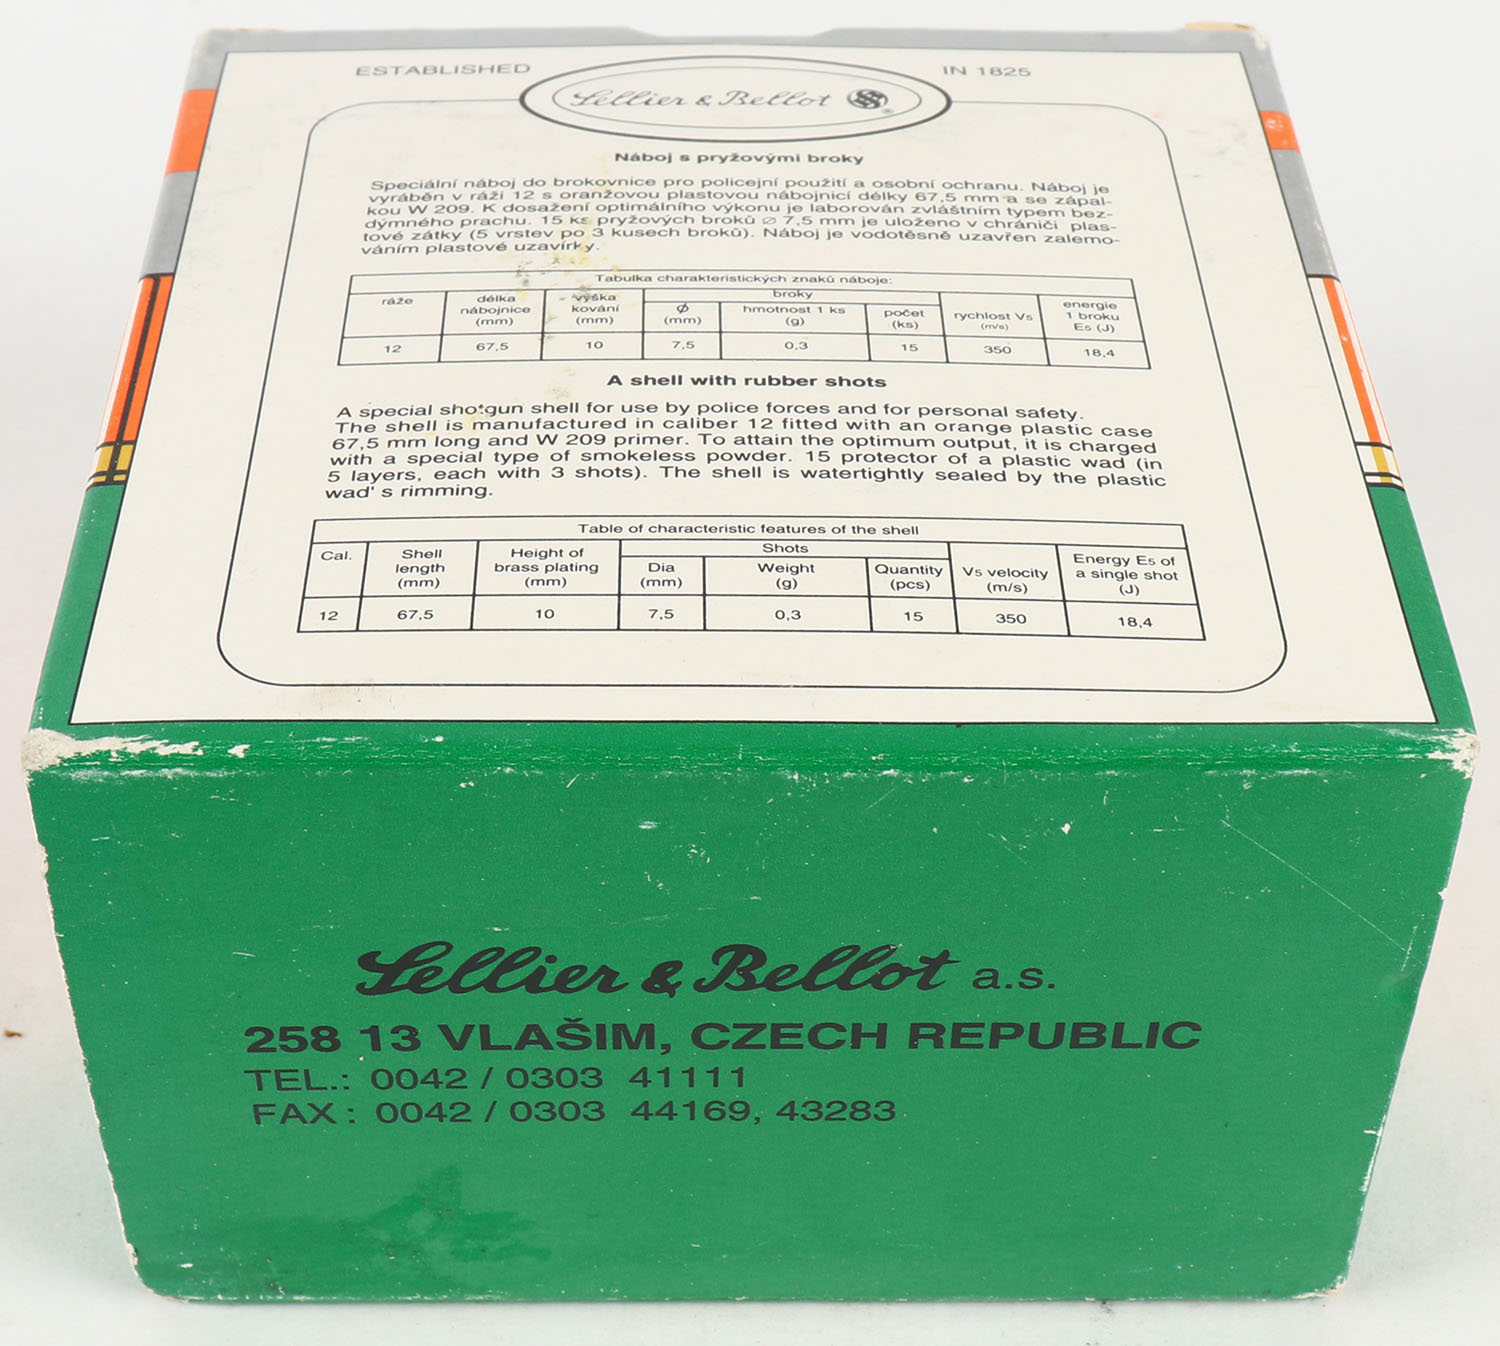 ESTABLISHED Sellier & Bellot ® IN 1825
Náboj s pryžovými broky
Speciální náboj do brokovnice pro policejní použití a osobní ochranu. Náboj je
vyráběn v ráži 12 s oranžovou plastovou nábojnicí délky 67,5 mm a se zápal-
kou W 209. K dosažení optimálního výkonu je laborován zvláštním typem bez-
dýmného prachu. 15 ks pryžových broků ⌀ 7,5 mm je uloženo v chrániči plas-
tové zátky (5 vrstev po 3 kusech broků). Náboj je vodotěsně uzavřen zalemo-
váním plastové uzavírky.
Tabulka charakteristických znaků náboje:
ráže délka nábojnice (mm) výška kování (mm) broky ⌀ (mm) hmotnost 1 ks (g) počet (ks) rychlost V5 (m/s) energie 1 broku E5 (J)
12 67,5 10 7,5 0,3 15 350 18,4
A shell with rubber shots
A special shotgun shell for use by police forces and for personal safety.
The shell is manufactured in caliber 12 fitted with an orange plastic case
67,5 mm long and W 209 primer. To attain the optimum output, it is charged
with a special type of smokeless powder. 15 protector of a plastic wad (in
5 layers, each with 3 shots). The shell is watertightly sealed by the plastic
wad' s rimming.
Table of characteristic features of the shell
Cal. Shell length (mm) Height of brass plating (mm) Shots Dia (mm) Weight (g) Quantity (pcs) V5 velocity (m/s) Energy E5 of a single shot (J)
12 67,5 10 7,5 0,3 15 350 18,4
Sellier & Bellot a.s.
258 13 VLAŠIM, CZECH REPUBLIC
TEL.: 0042 / 0303 41111
FAX : 0042 / 0303 44169, 43283